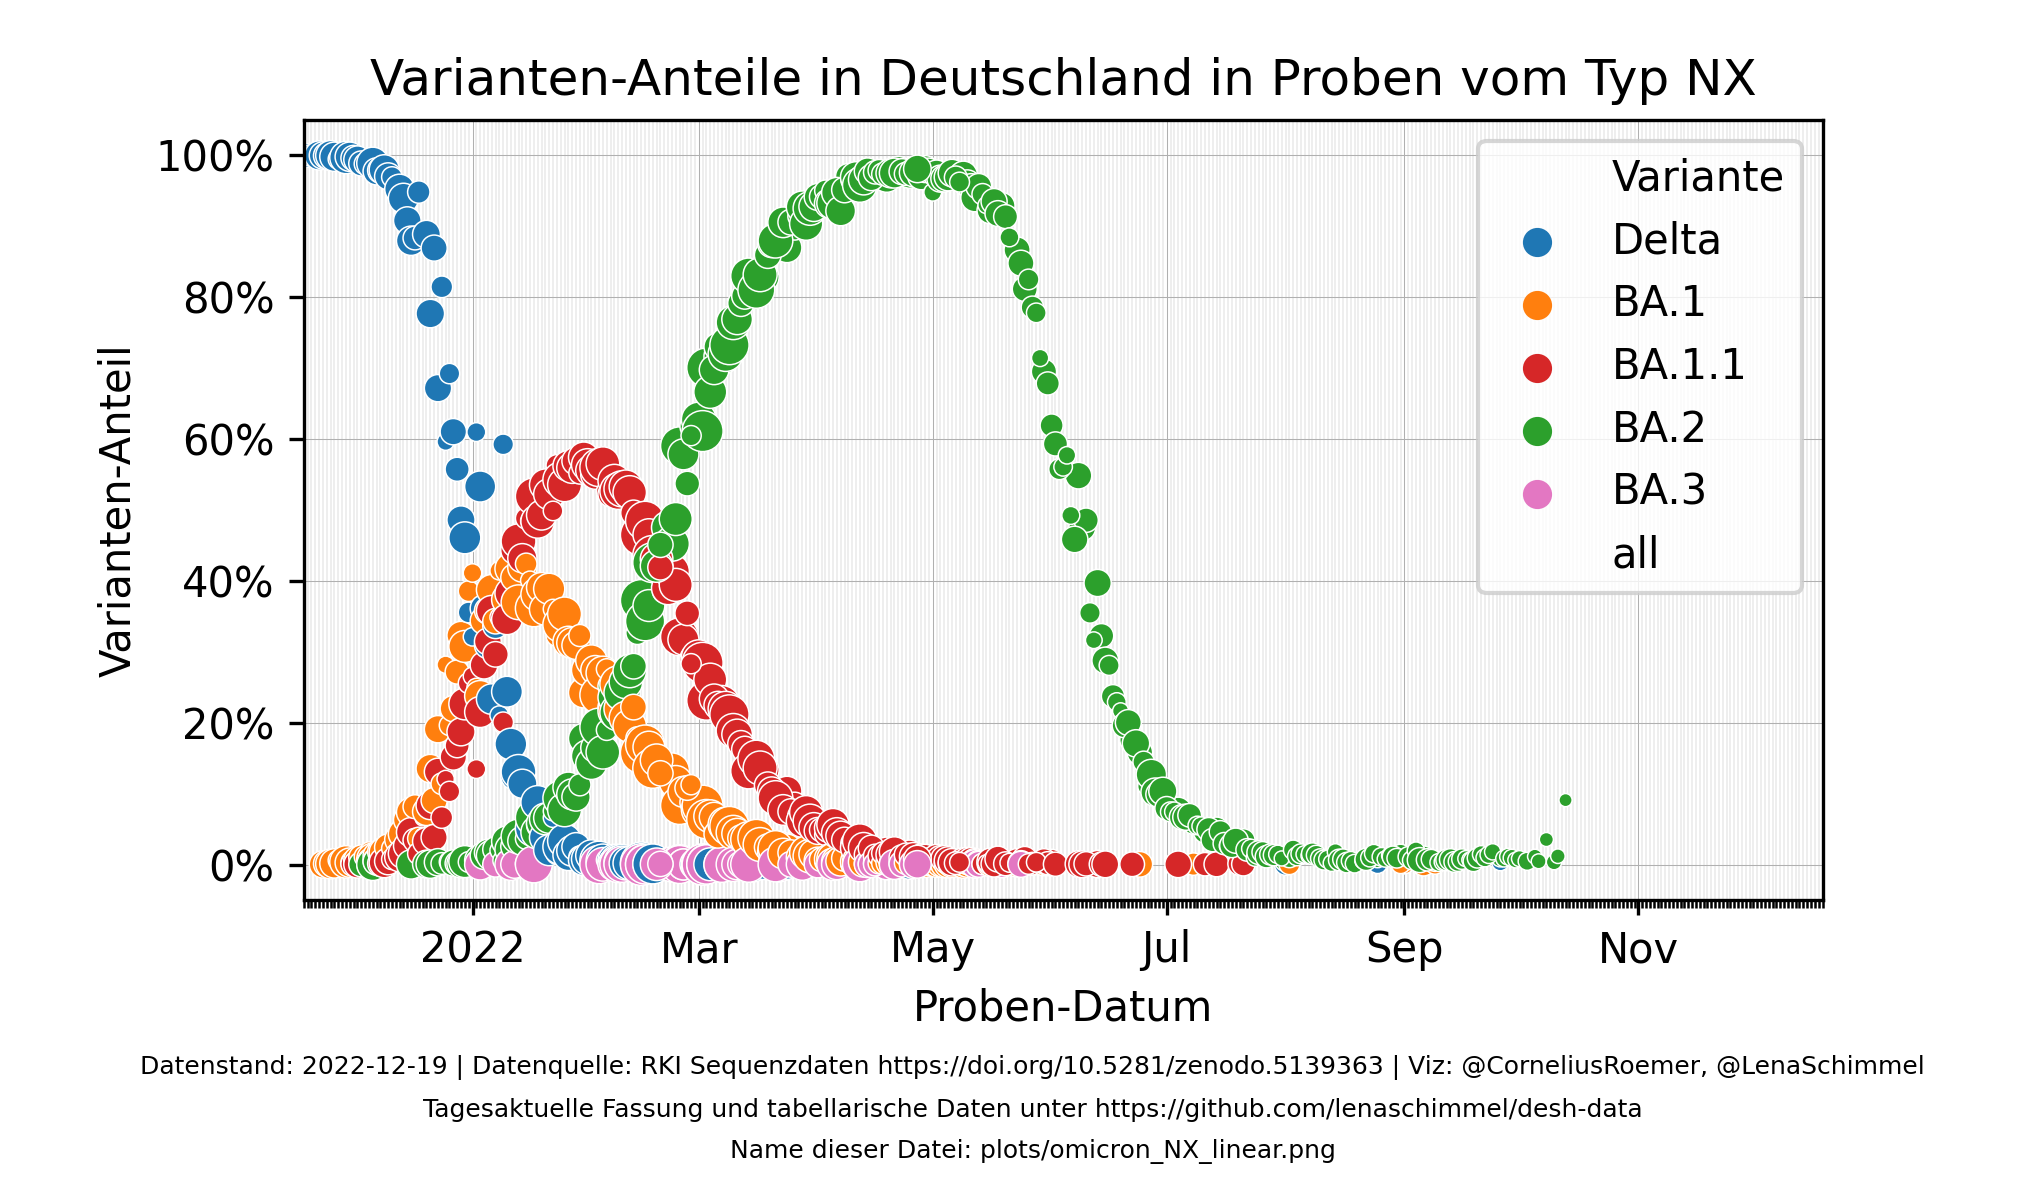 Varianten-Anteile in Deutschland in Proben vom Typ NX
Varianten-Anteil
100%
80%
60%
40%
20%
0%
Variante
Delta
BA.1
BA.1.1
BA.2
BA.3
all
2022
Mar
May
Jul
Sep
Nov
Proben-Datum
Datenstand: 2022-12-19 | Datenquelle: RKI Sequenzdaten https://doi.org/10.5281/zenodo.5139363 | Viz: @CorneliusRoemer, @LenaSchimmel
Tagesaktuelle Fassung und tabellarische Daten unter https://github.com/lenaschimmel/desh-data
Name dieser Datei: plots/omicron_NX_linear.png